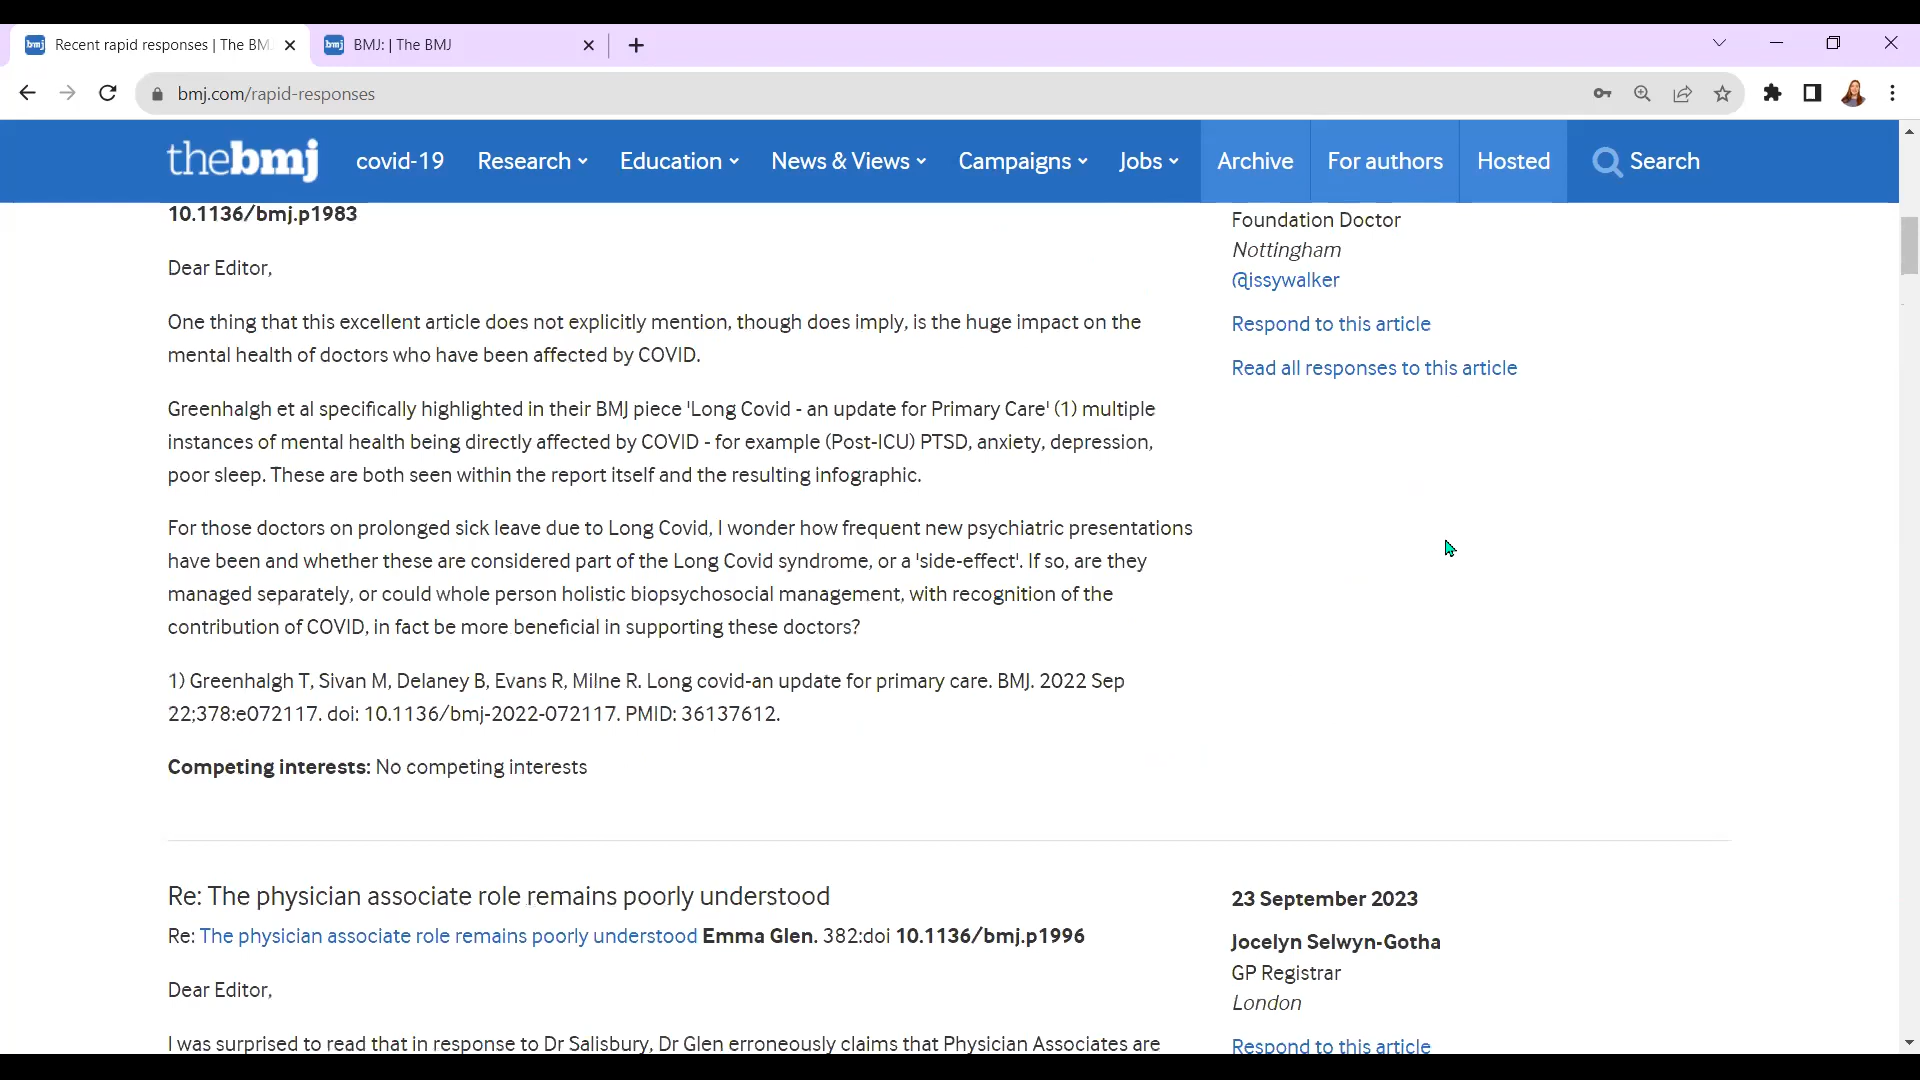 Recent rapid responses | The BM
BMJ: | The BMJ
bmj.com/rapid-responses
thebmj
covid-19
Research
Education
News & Views
Campaigns
Jobs
Archive
For authors
Hosted
Search
10.1136/bmj.p1983
Dear Editor,
One thing that this excellent article does not explicitly mention, though does imply, is the huge impact on the
mental health of doctors who have been affected by COVID.
Greenhalgh et al specifically highlighted in their BMJ piece 'Long Covid - an update for Primary Care' (1) multiple
instances of mental health being directly affected by COVID - for example (Post-ICU) PTSD, anxiety, depression,
poor sleep. These are both seen within the report itself and the resulting infographic.
For those doctors on prolonged sick leave due to Long Covid, I wonder how frequent new psychiatric presentations
have been and whether these are considered part of the Long Covid syndrome, or a 'side-effect'. If so, are they
managed separately, or could whole person holistic biopsychosocial management, with recognition of the
contribution of COVID, in fact be more beneficial in supporting these doctors?
1) Greenhalgh T, Sivan M, Delaney B, Evans R, Milne R. Long covid-an update for primary care. BMJ. 2022 Sep
22;378:e072117. doi: 10.1136/bmj-2022-072117. PMID: 36137612.
Competing interests: No competing interests
Foundation Doctor
Nottingham
@issywalker
Respond to this article
Read all responses to this article
Re: The physician associate role remains poorly understood
Re: The physician associate role remains poorly understood Emma Glen. 382:doi 10.1136/bmj.p1996
Dear Editor,
I was surprised to read that in response to Dr Salisbury, Dr Glen erroneously claims that Physician Associates are
23 September 2023
Jocelyn Selwyn-Gotha
GP Registrar
London
Respond to this article